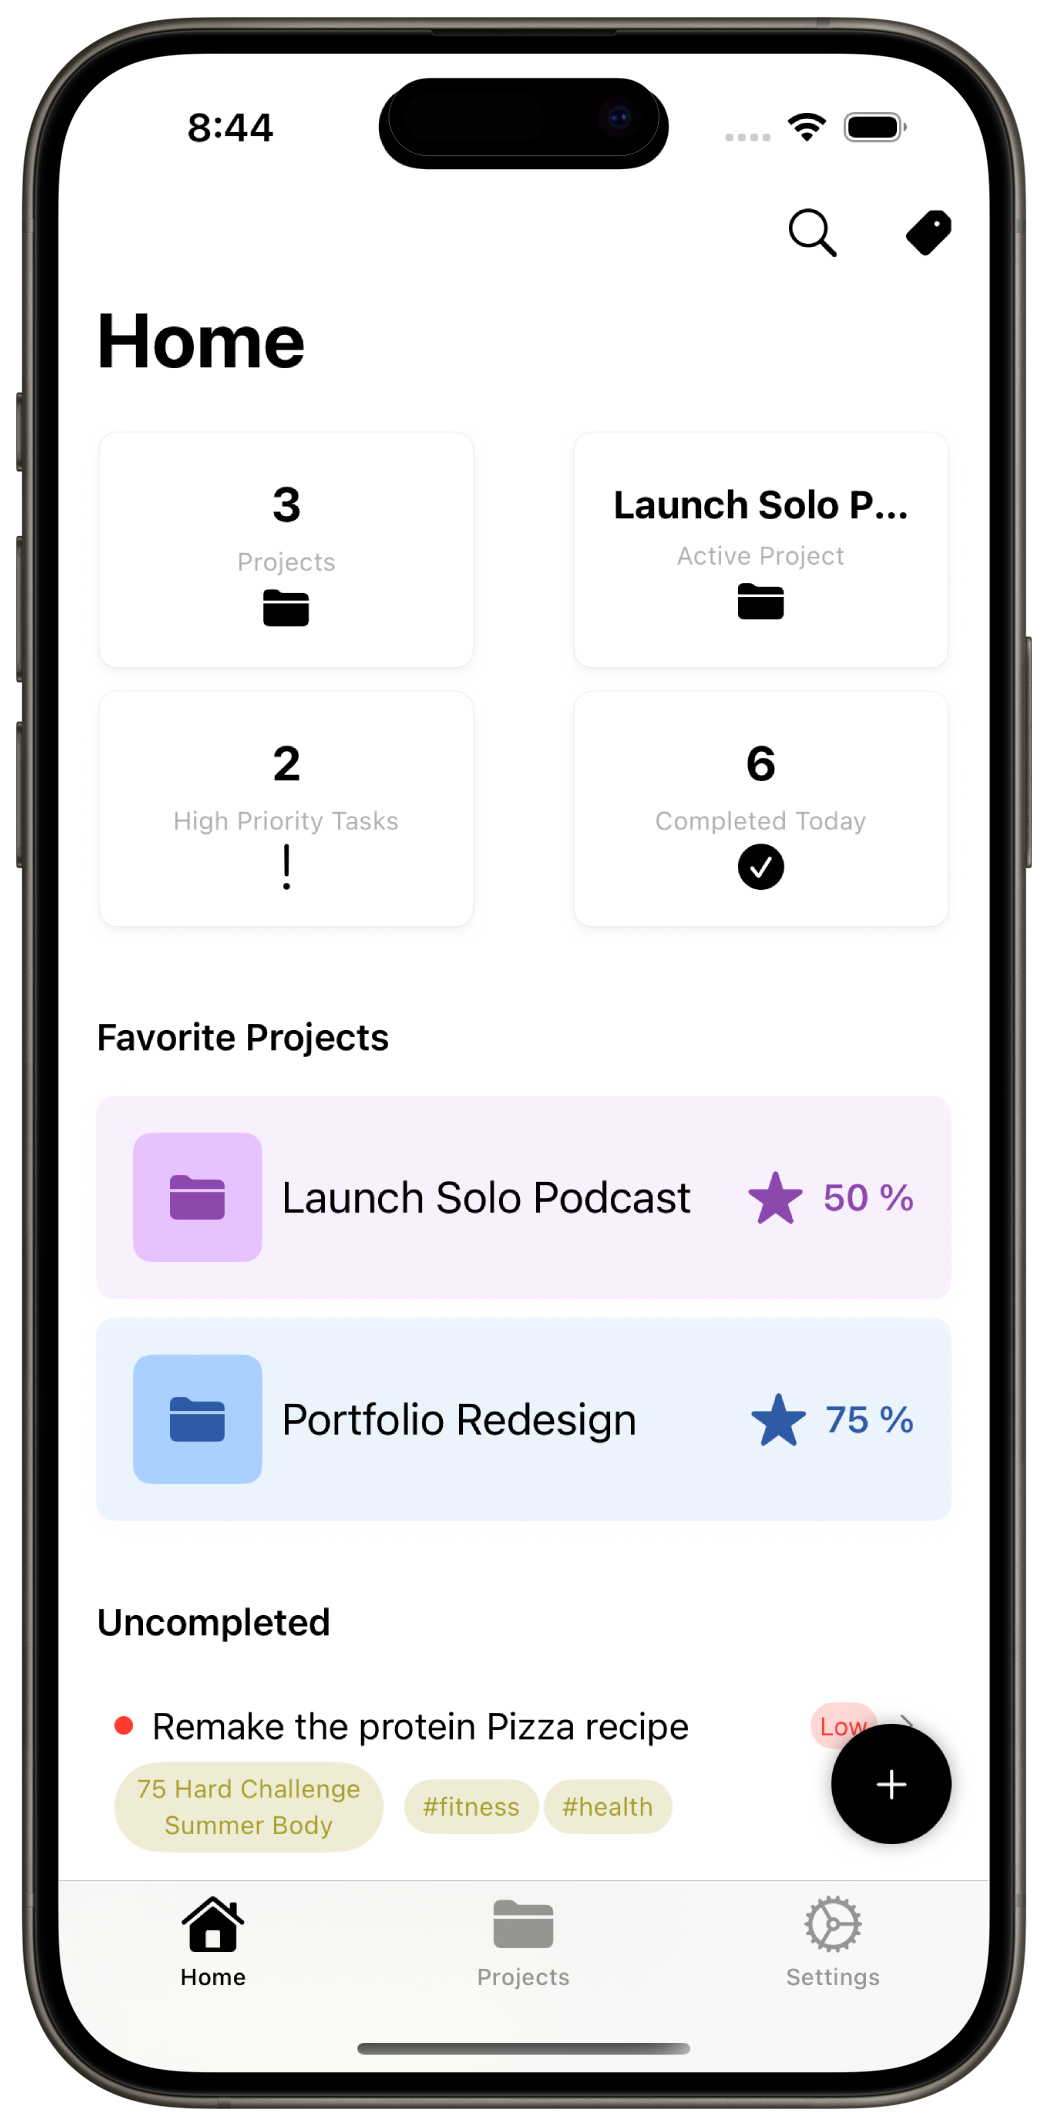 8:44
Home
3
Projects
Launch Solo P...
Active Project
2
High Priority Tasks
6
Completed Today
Favorite Projects
Launch Solo Podcast
50 %
Portfolio Redesign
75 %
Uncompleted
Remake the protein Pizza recipe
Low
75 Hard Challenge
Summer Body
#fitness
#health
Home
Projects
Settings